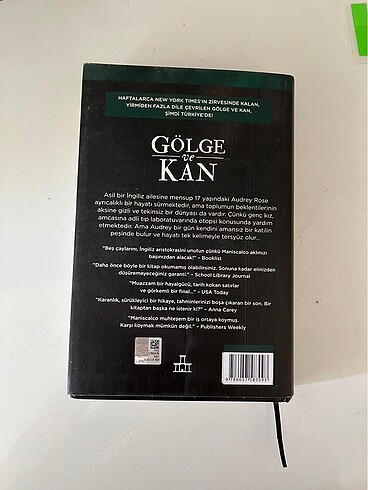 HAFTALARCA NEW YORK TIMES'IN ZİRVESİNDE KALAN,
YİRMİDEN FAZLA DİLE ÇEVRİLEN GÖLGE VE KAN,
ŞİMDİ TÜRKİYE'DE!
GÖLGE
ve
KAN
Asil bir İngiliz ailesine mensup 17 yaşındaki Audrey Rose
ayrıcalıklı bir hayatı sürmektedir, ama toplumun beklentilerinin
aksine gizli ve tekinsiz bir dünyası da vardır. Çünkü genç kız,
amcasına adli tıp laboratuvarında otopsi konusunda yardım
etmektedir. Ama Audrey bir gün kendini amansız bir katilin
peşinde bulur ve hayatı tek kelimeyle tersyüz olur...
"Beş çaylarını, İngiliz aristokrasini unutun çünkü Maniscalco aklınızı
başınızdan alacak!" – Booklist
"Daha önce böyle bir kitap okumamış olabilirsiniz. Sonuna kadar elinizden
düşüremeyeceğiniz garanti." – School Library Journal
"Muazzam bir hayalgücü, tarih kokan satırlar
ve görkemli bir final..." – USA Today
"Karanlık, sürükleyici bir hikaye, tahminlerinizi boşa çıkaran bir son. Bir
kitaptan başka ne istenir ki?" – Anna Carey
"Maniscalco muhteşem bir iş ortaya koymuş.
Karşı koymak mümkün değil." – Publishers Weekly